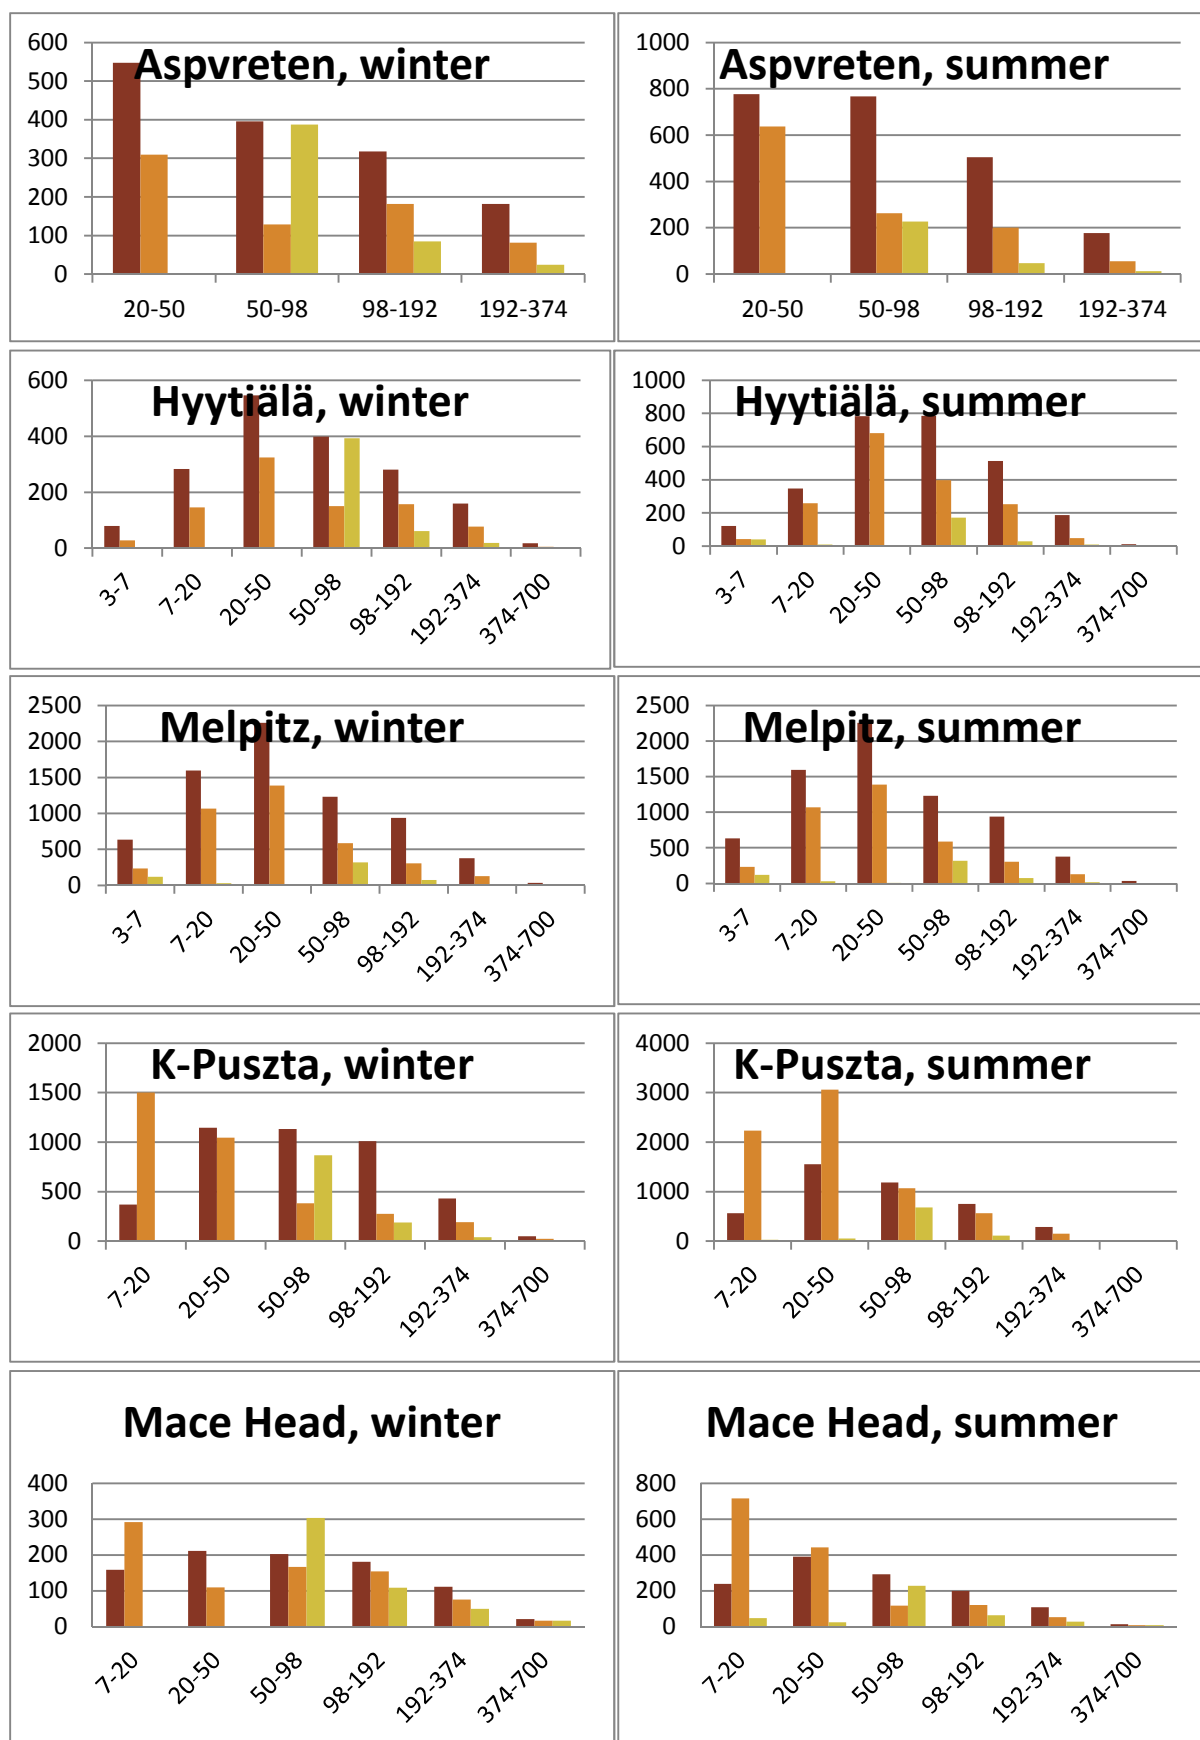 Aspvreten, winter
600
500
400
300
200
100
0
20-50 50-98 98-192 192-374
Aspvreten, summer
1000
800
600
400
200
0
20-50 50-98 98-192 192-374
Hyytiälä, winter
600
400
200
0
3-7 7-20 20-50 50-98 98-192 192-374 374-700
Hyytiälä, summer
1000
800
600
400
200
0
3-7 7-20 20-50 50-98 98-192 192-374 374-700
Melpitz, winter
2500
2000
1500
1000
500
0
3-7 7-20 20-50 50-98 98-192 192-374 374-700
Melpitz, summer
2500
2000
1500
1000
500
0
3-7 7-20 20-50 50-98 98-192 192-374 374-700
K-Puszta, winter
2000
1500
1000
500
0
7-20 20-50 50-98 98-192 192-374 374-700
K-Puszta, summer
4000
3000
2000
1000
0
7-20 20-50 50-98 98-192 192-374 374-700
Mace Head, winter
400
300
200
100
0
7-20 20-50 50-98 98-192 192-374 374-700
Mace Head, summer
800
600
400
200
0
7-20 20-50 50-98 98-192 192-374 374-700